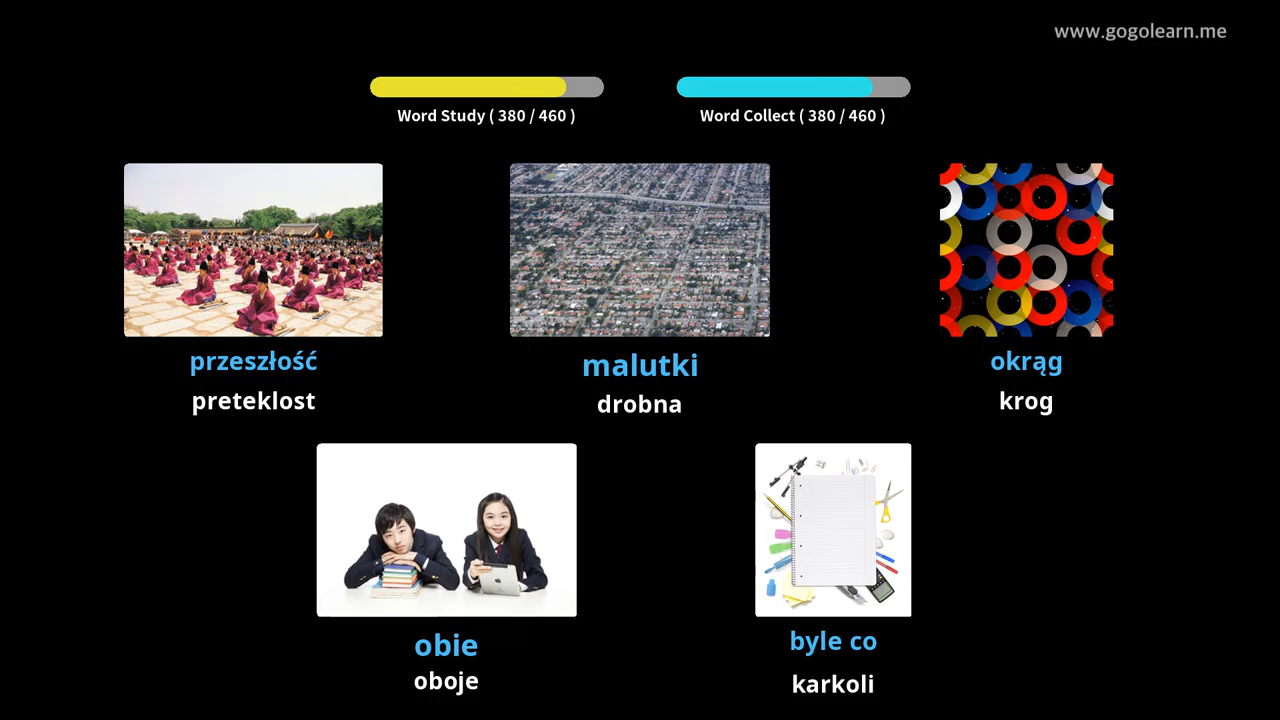 www.gogolearn.me
Word Study ( 380 / 460 )
Word Collect ( 380 / 460 )
przeszłość
preteklost
malutki
drobna
okrąg
krog
obie
oboje
byle co
karkoli